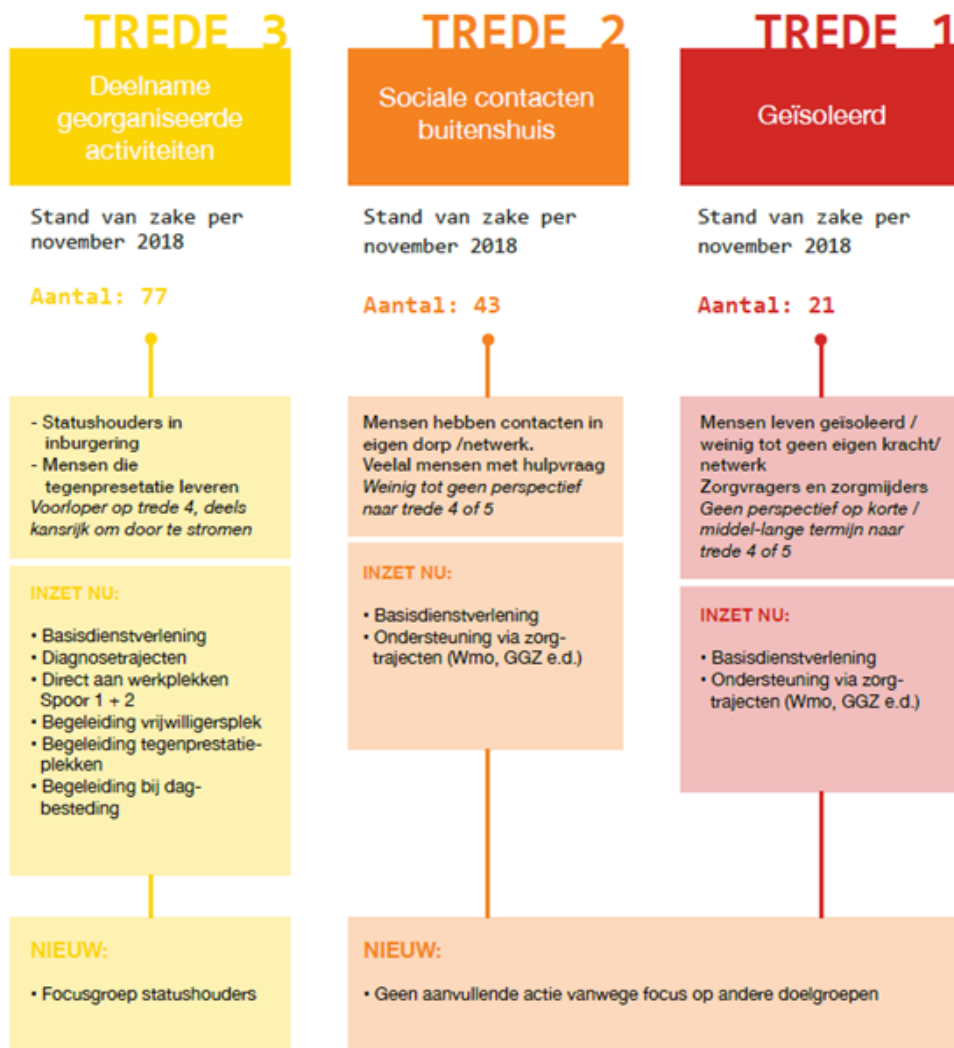 TREDE 3
Deelname
georganiseerde
activiteiten
Stand van zake per
november 2018
Aantal: 77
- Statushouders in
inburgering
- Mensen die
tegenpresetatie leveren
Voorloper op trede 4, deels
kansrijk om door te stromen
INZET NU:
• Basisdienstverlening
• Diagnosetrajecten
• Direct aan werkplekken
Spoor 1 + 2
• Begeleiding vrijwilligersplek
• Begeleiding tegenprestatie-
plekken
• Begeleiding bij dag-
besteding
NIEUW:
• Focusgroep statushouders
TREDE 2
Sociale contacten
buitenshuis
Stand van zake per
november 2018
Aantal: 43
Mensen hebben contacten in
eigen dorp /netwerk.
Veelal mensen met hulpvraag
Weinig tot geen perspectief
naar trede 4 of 5
INZET NU:
• Basisdienstverlening
• Ondersteuning via zorg-
trajecten (Wmo, GGZ e.d.)
TREDE 1
Geïsoleerd
Stand van zake per
november 2018
Aantal: 21
Mensen leven geïsoleerd /
weinig tot geen eigen kracht/
netwerk
Zorgvragers en zorgmijders
Geen perspectief op korte /
middel-lange termijn naar
trede 4 of 5
INZET NU:
• Basisdienstverlening
• Ondersteuning via zorg-
trajecten (Wmo, GGZ e.d.)
NIEUW:
• Geen aanvullende actie vanwege focus op andere doelgroepen